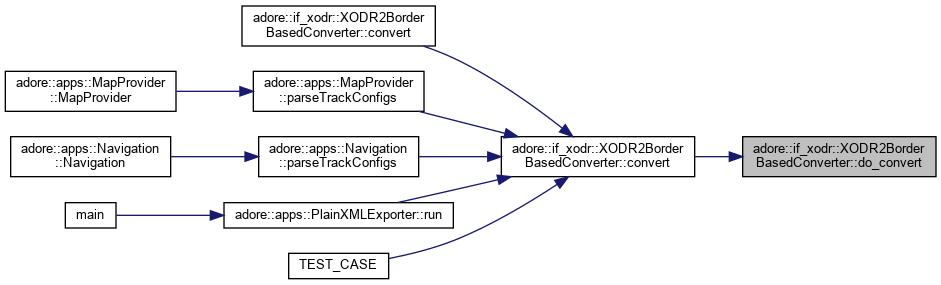 adore::if_xodr::XODR2Border
BasedConverter::convert
adore::apps::MapProvider
::MapProvider
adore::apps::MapProvider
::parseTrackConfigs
adore::apps::Navigation
::Navigation
adore::apps::Navigation
::parseTrackConfigs
adore::if_xodr::XODR2Border
BasedConverter::convert
adore::if_xodr::XODR2Border
BasedConverter::do_convert
main
adore::apps::PlainXMLExporter::run
TEST_CASE